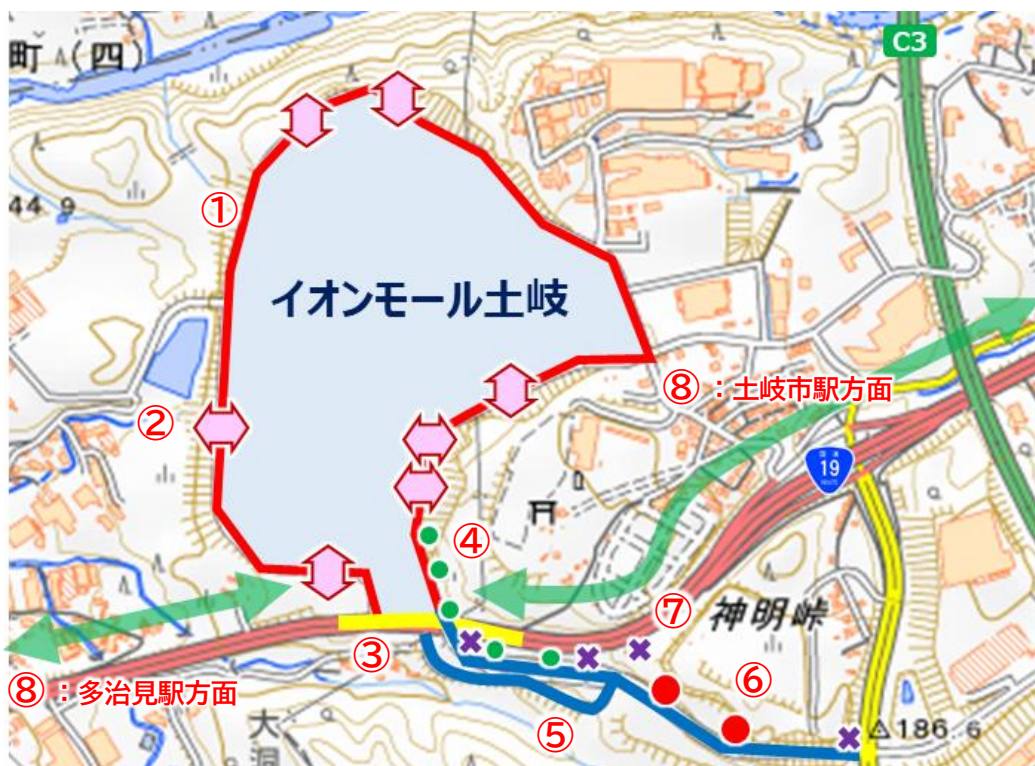 町(四)
C3
①
44.9
イオンモール土岐
②
⑧：土岐市駅方面
19
④
⑦
神明峠
③
⑧：多治見駅方面
⑥
⑤
大
洞
186.6